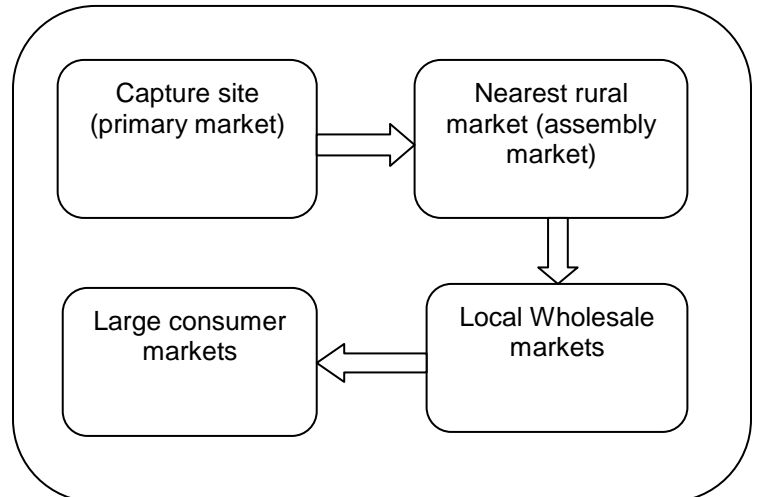 Capture site
(primary market)
Nearest rural
market (assembly
market)
Local Wholesale
markets
Large consumer
markets